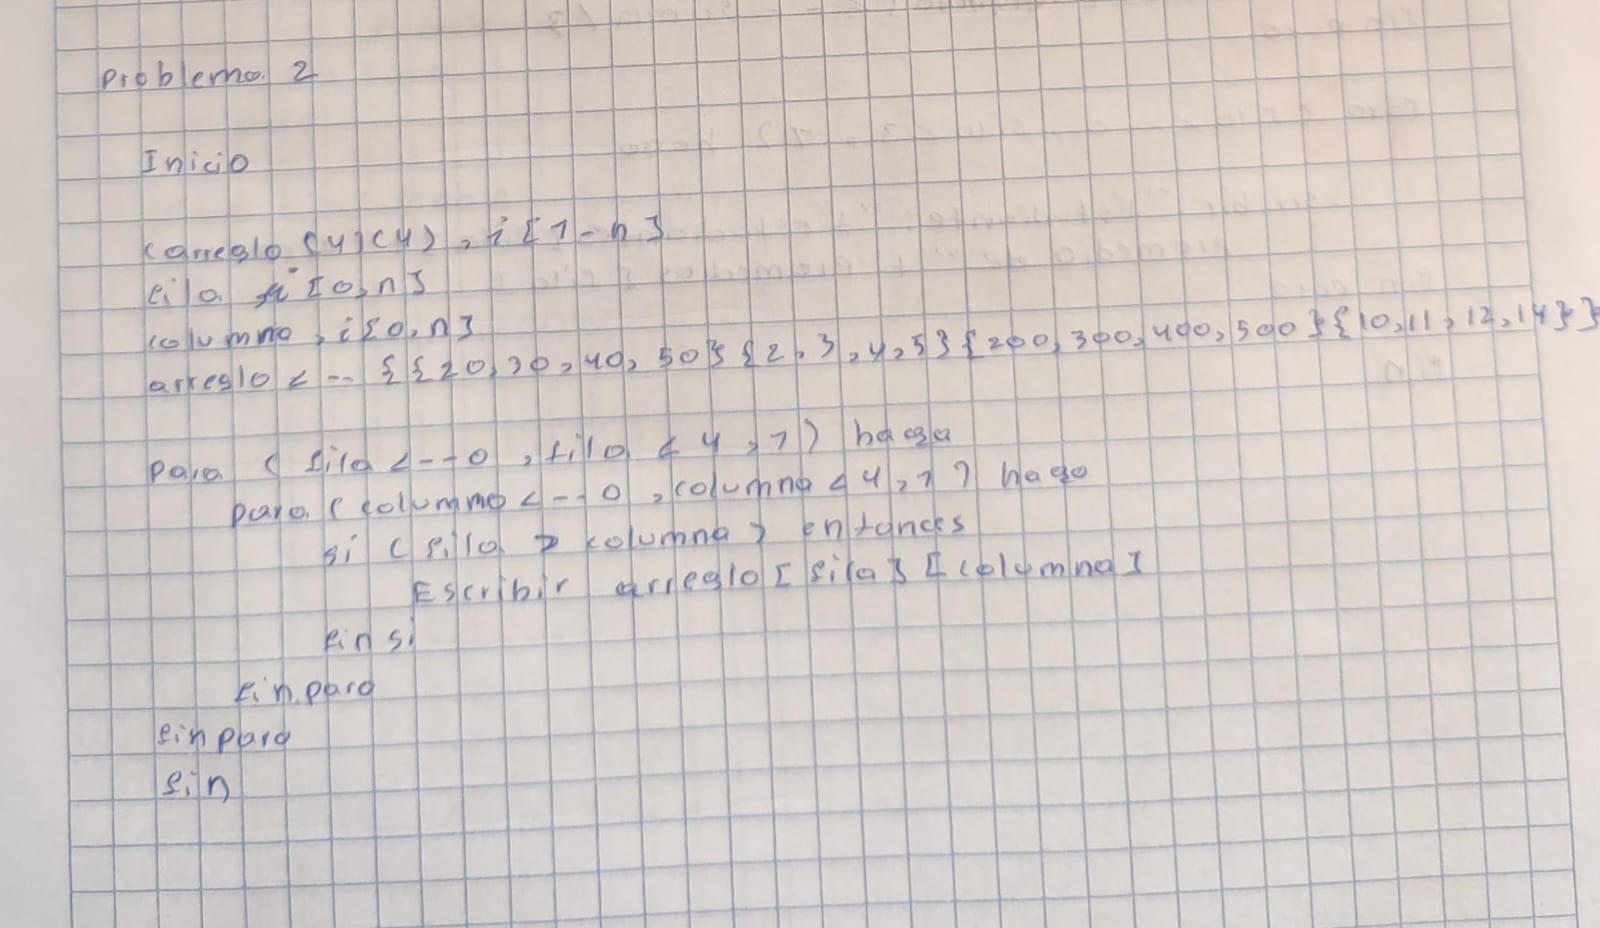 Problema 2
Inicio
(arreglo (4)(4), i [1-n]
fila i [0,n]
columna, i[0,n]
arreglo <-- {{20,30,40,50}{2,3,4,5}{200,300,400,500}{10,11,12,14}}
para (fila <--0, fila < 4,1) haga
para (columna <--0, columna < 4,1) haga
si (fila > columna) entonces
Escribir arreglo [fila] [columna]
fin si
fin para
fin para
fin